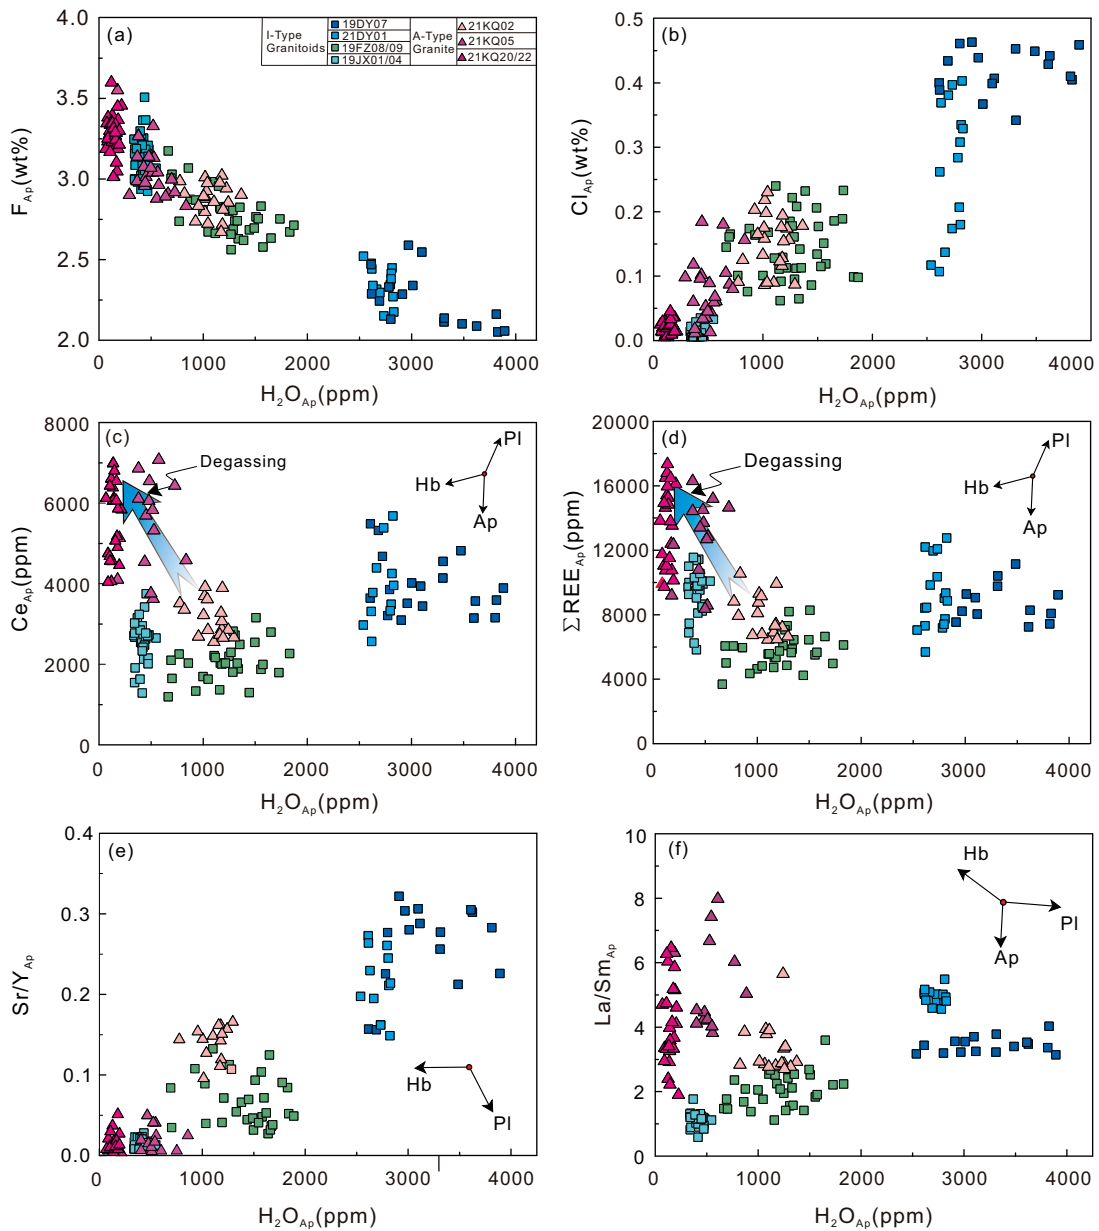 (a)
I-Type Granitoids
19DY07
21DY01
19FZ08/09
19JX01/04
A-Type Granite
21KQ02
21KQ05
21KQ20/22
4.0
3.5
3.0
2.5
2.0
F_Ap(wt%)
0 1000 2000 3000 4000
H₂O_Ap(ppm)
(b)
0.5
0.4
0.3
0.2
0.1
0.0
Cl_Ap(wt%)
0 1000 2000 3000 4000
H₂O_Ap(ppm)
(c)
8000
6000
4000
2000
0
Ce_Ap(ppm)
Degassing
Pl
Hb
Ap
0 1000 2000 3000 4000
H₂O_Ap(ppm)
(d)
20000
16000
12000
8000
4000
0
ΣREE_Ap(ppm)
Degassing
Pl
Hb
Ap
0 1000 2000 3000 4000
H₂O_Ap(ppm)
(e)
0.4
0.3
0.2
0.1
0.0
Sr/Y_Ap
Hb
Pl
0 1000 2000 3000 4000
H₂O_Ap(ppm)
(f)
10
8
6
4
2
0
La/Sm_Ap
Hb
Pl
Ap
0 1000 2000 3000 4000
H₂O_Ap(ppm)